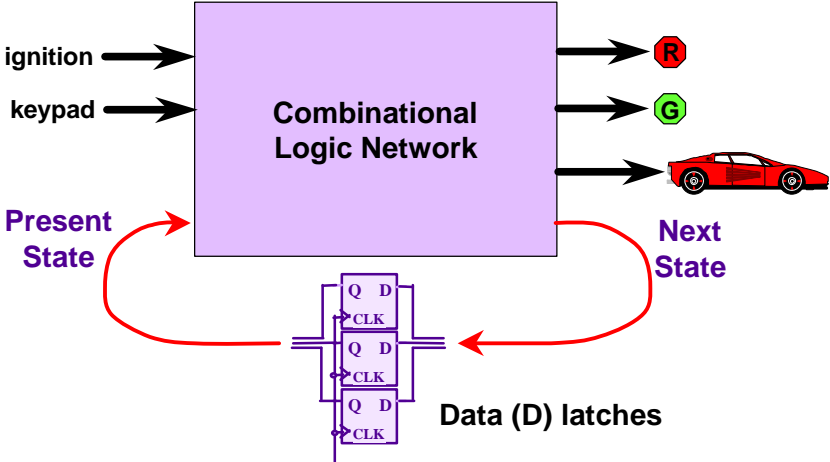 ignition
keypad
Combinational
Logic Network
R
G
Present
State
Next
State
Q D
CLK
Q D
CLK
Q D
CLK
Data (D) latches